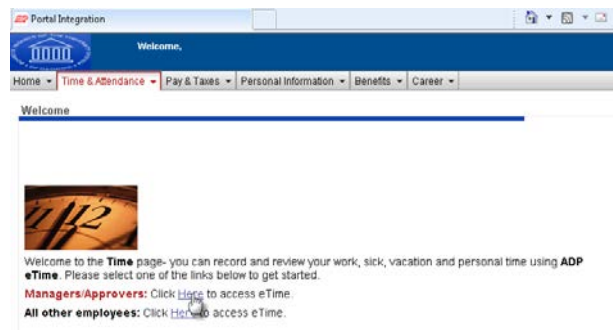 ADP Portal Integration
Welcome,
Home Time & Attendance Pay & Taxes Personal Information Benefits Career
Welcome
12
Welcome to the Time page- you can record and review your work, sick, vacation and personal time using ADP
eTime. Please select one of the links below to get started.
Managers/Approvers: Click Here to access eTime.
All other employees: Click Here to access eTime.